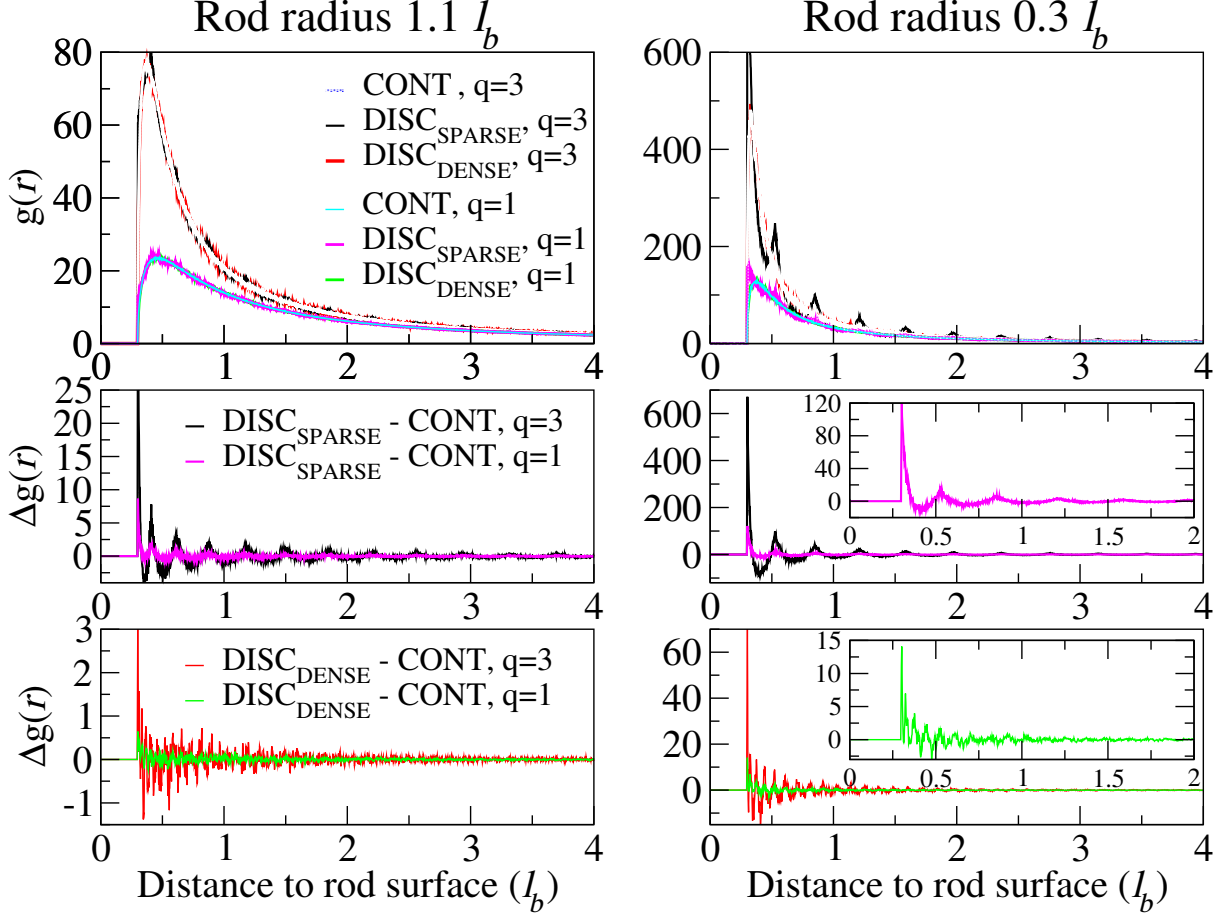 Rod radius 1.1 l_b
Rod radius 0.3 l_b
g(r)
80
60
40
20
0
0 1 2 3 4
CONT , q=3
DISC_SPARSE, q=3
DISC_DENSE, q=3
CONT, q=1
DISC_SPARSE, q=1
DISC_DENSE, q=1
600
400
200
0
0 1 2 3 4
Δg(r)
25
20
15
10
5
0
0 1 2 3 4
DISC_SPARSE - CONT, q=3
DISC_SPARSE - CONT, q=1
600
400
200
0
0 1 2 3 4
120
80
40
0
0 0.5 1 1.5 2
Δg(r)
3
2
1
0
-1
0 1 2 3 4
DISC_DENSE - CONT, q=3
DISC_DENSE - CONT, q=1
60
40
20
0
0 1 2 3 4
15
10
5
0
0 0.5 1 1.5 2
Distance to rod surface (l_b)
Distance to rod surface (l_b)